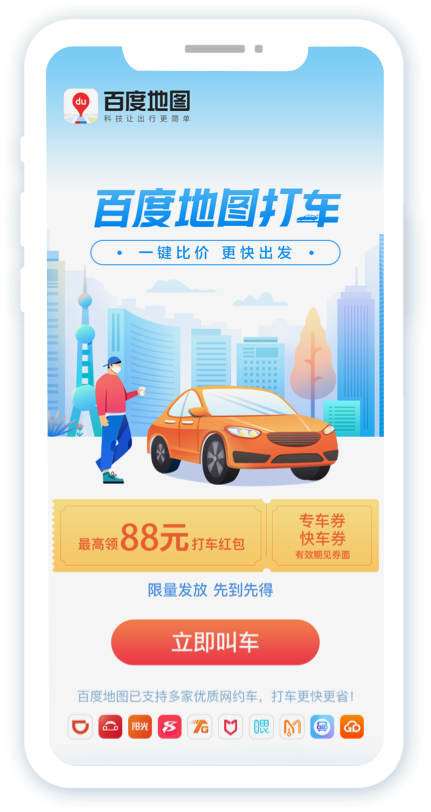 du
百度地图
科技让出行更简单
百度地图打车
· 一键比价 更快出发 ·
最高领88元打车红包
专车券
快车券
有效期见券面
限量发放 先到先得
立即叫车
百度地图已支持多家优质网约车，打车更快更省！
阳光